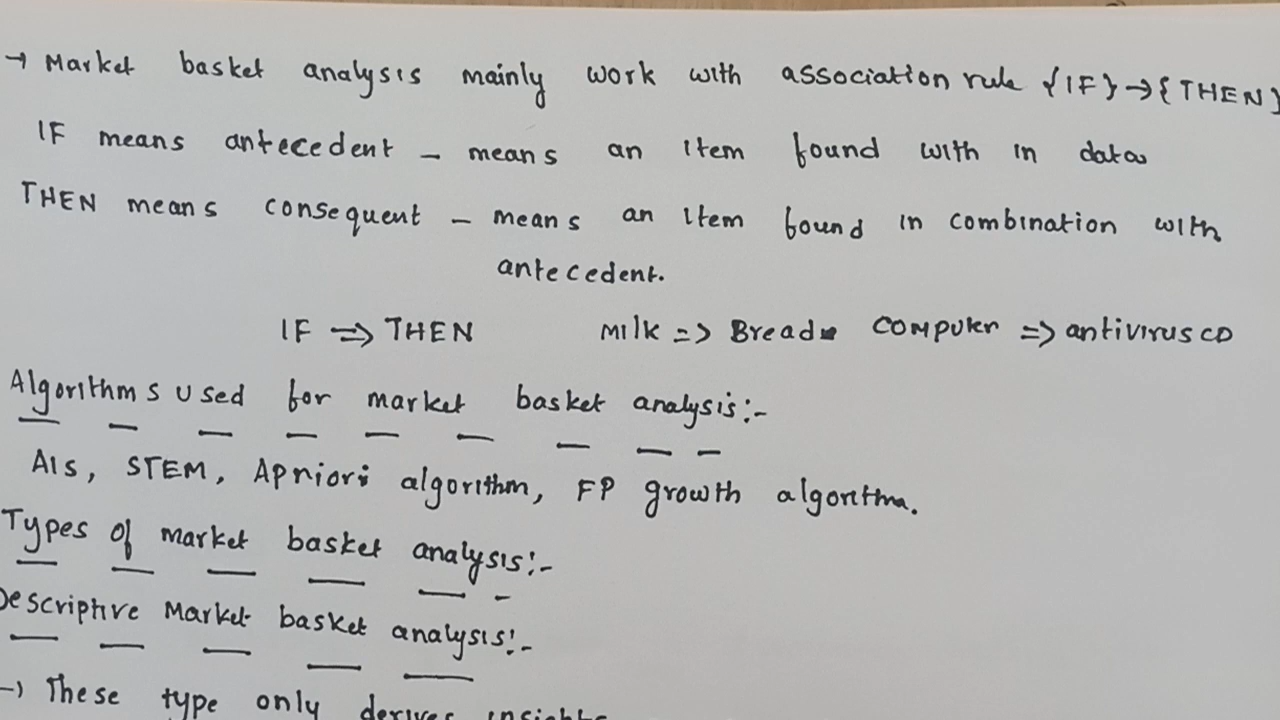 → Market basket analysis mainly work with association rule {IF} → {THEN}
IF means antecedent - means an item found with in data
THEN means consequent - means an item found in combination with
antecedent.
IF => THEN Milk => Bread computer => antivirus CD
Algorithms used for market basket analysis:-
AIS, STEM, Apriori algorithm, FP growth algorithm.
Types of market basket analysis:-
Descriptive Market basket analysis:-
→ These type only derives insights